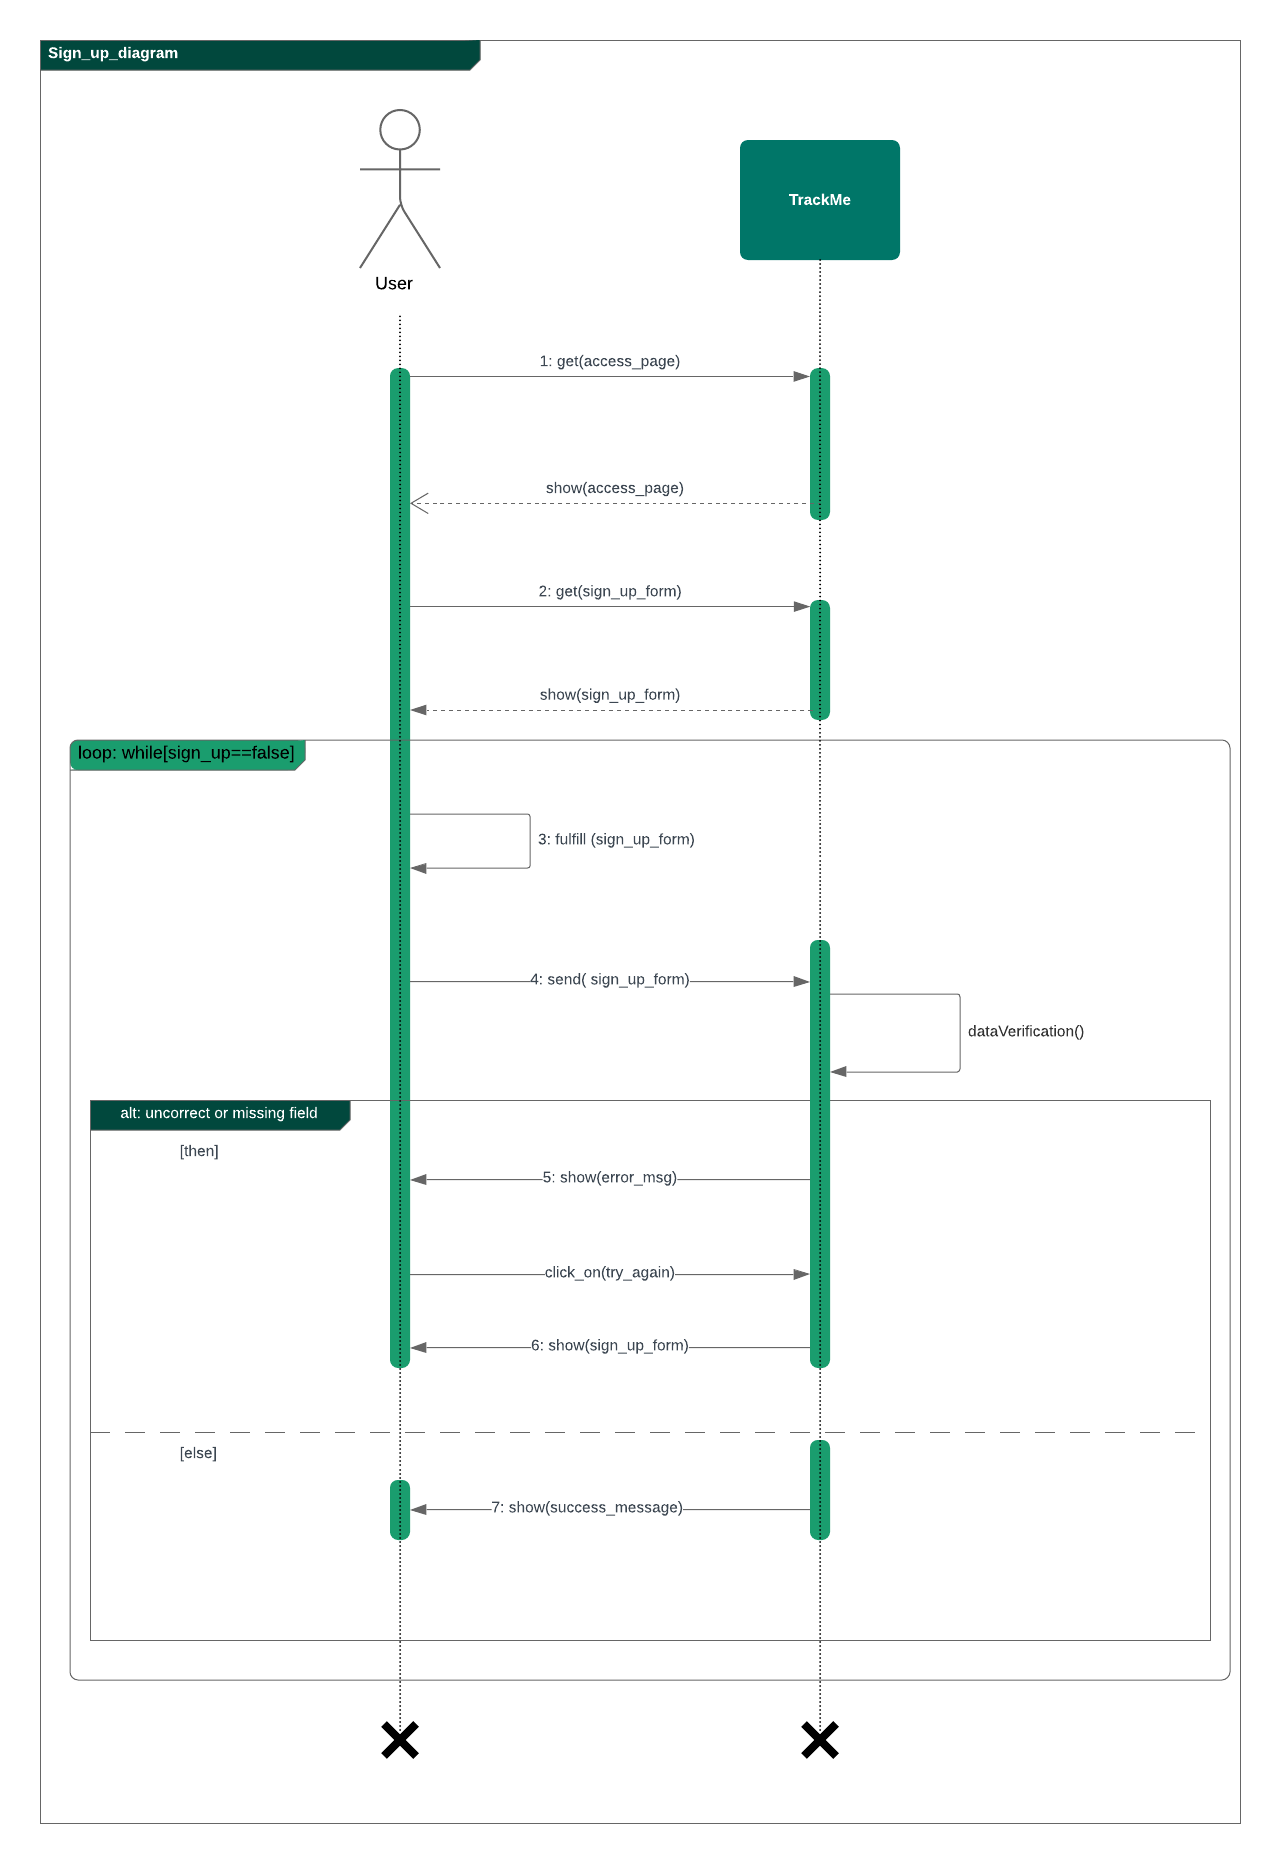 Sign_up_diagram
TrackMe
User
1: get(access_page)
show(access_page)
2: get(sign_up_form)
show(sign_up_form)
loop: while[sign_up==false]
3: fulfill (sign_up_form)
4: send( sign_up_form)
dataVerification()
alt: uncorrect or missing field
[then]
5: show(error_msg)
click_on(try_again)
6: show(sign_up_form)
[else]
7: show(success_message)